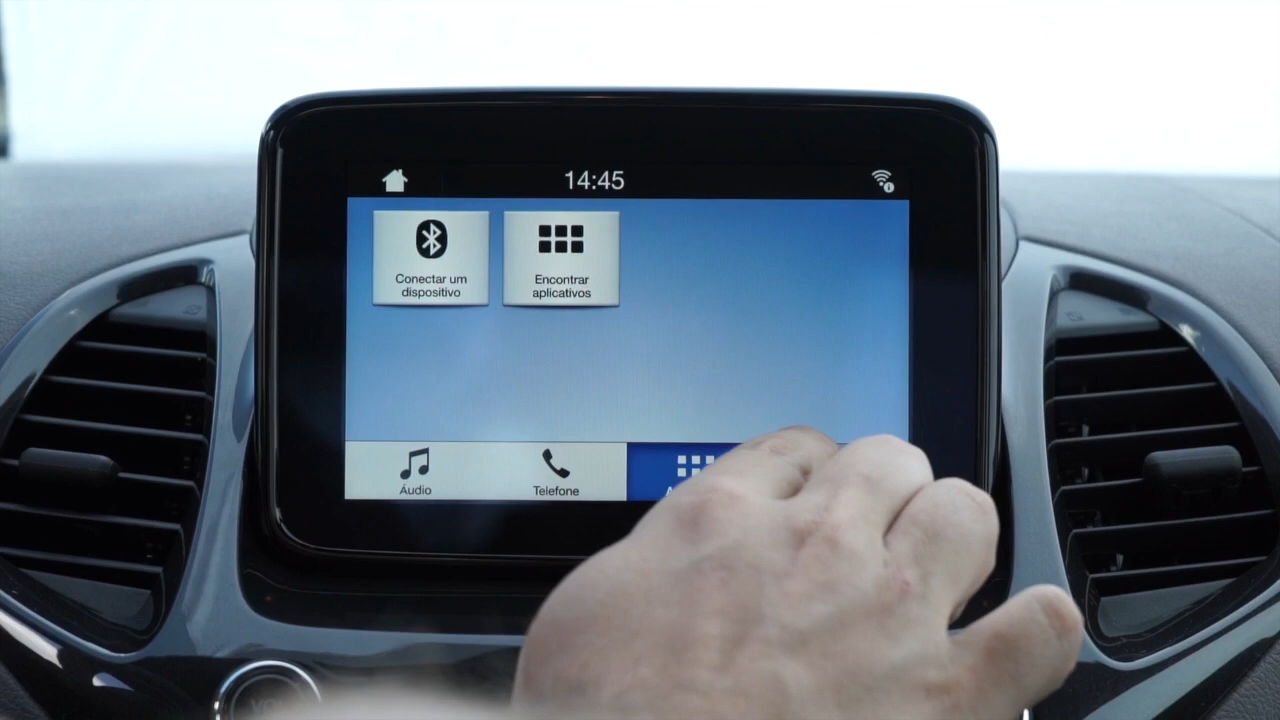 14:45
Conectar um
dispositivo
Encontrar
aplicativos
Áudio
Telefone